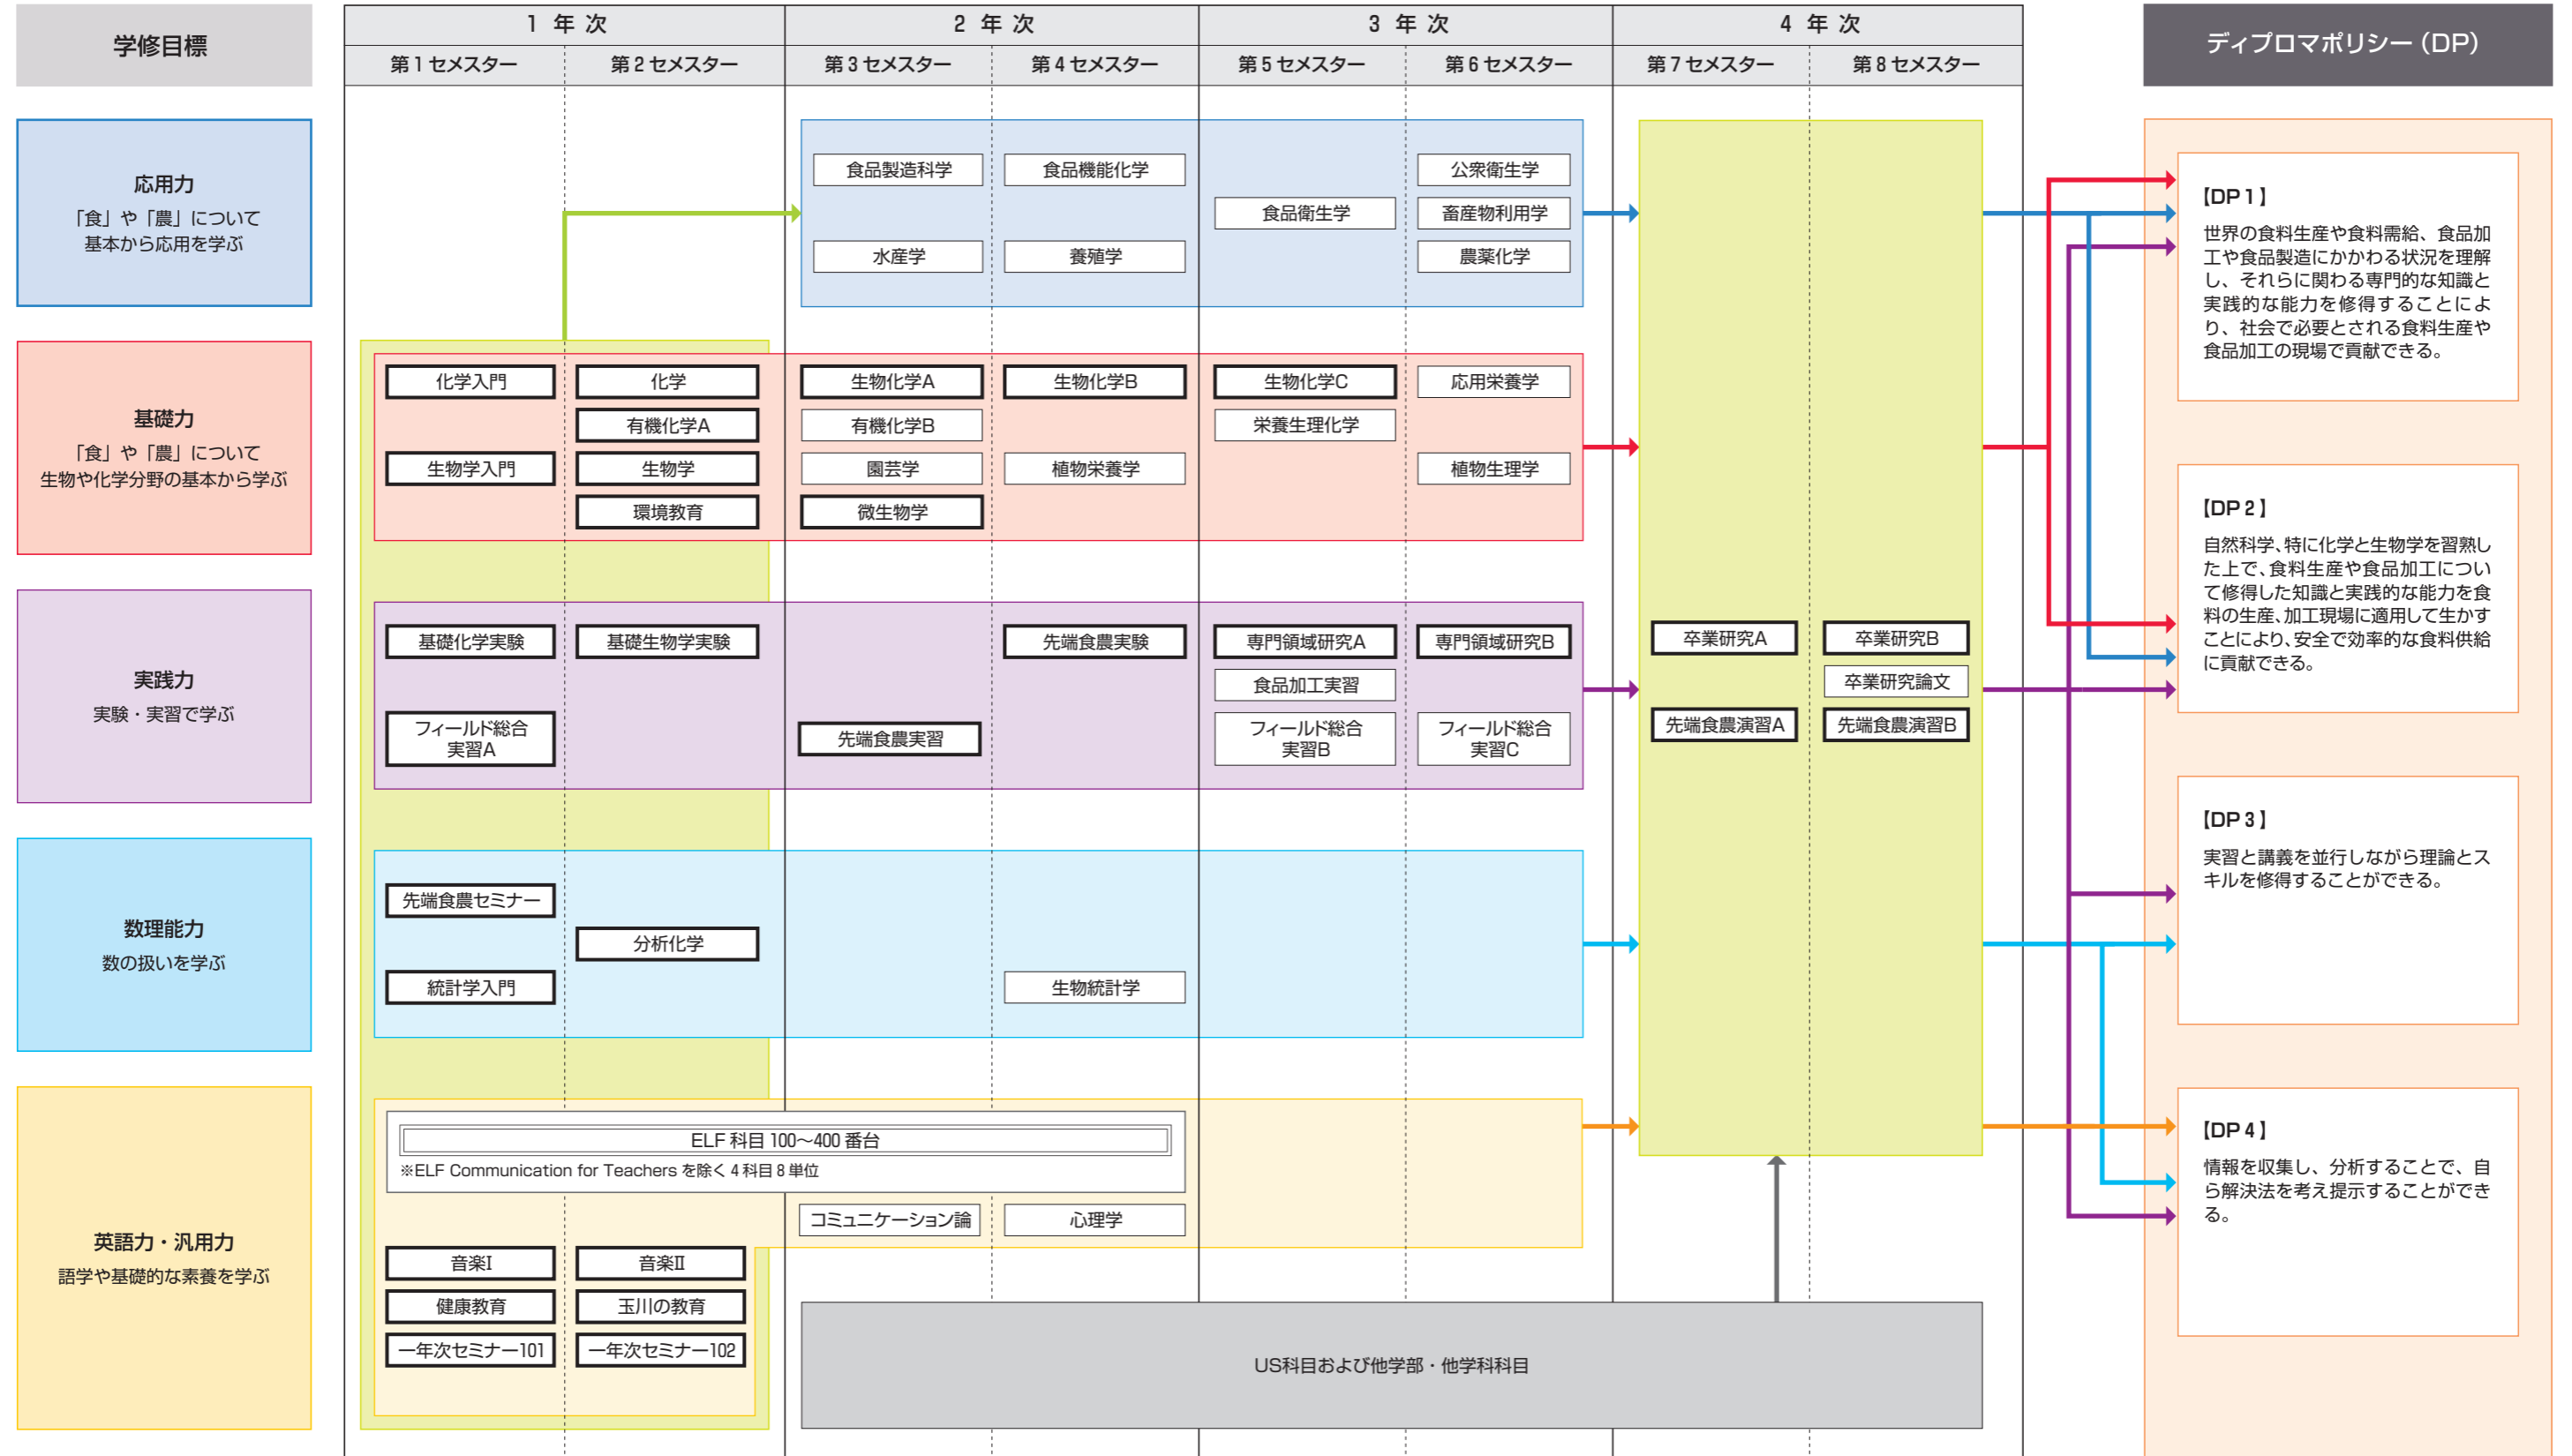 学修目標
1 年 次
2 年 次
3 年 次
4 年 次
ディプロマポリシー（DP）
第1セメスター
第2セメスター
第3セメスター
第4セメスター
第5セメスター
第6セメスター
第7セメスター
第8セメスター
応用力
「食」や「農」について
基本から応用を学ぶ
食品製造科学
食品機能化学
公衆衛生学
食品衛生学
畜産物利用学
水産学
養殖学
農薬化学
基礎力
「食」や「農」について
生物や化学分野の基本から学ぶ
化学入門
化学
生物化学A
生物化学B
生物化学C
応用栄養学
有機化学A
有機化学B
栄養生理化学
生物学入門
生物学
園芸学
植物栄養学
植物生理学
環境教育
微生物学
実践力
実験・実習で学ぶ
基礎化学実験
基礎生物学実験
先端食農実験
専門領域研究A
専門領域研究B
卒業研究A
卒業研究B
食品加工実習
卒業研究論文
フィールド総合
実習A
先端食農実習
フィールド総合
実習B
フィールド総合
実習C
先端食農演習A
先端食農演習B
数理能力
数の扱いを学ぶ
先端食農セミナー
分析化学
統計学入門
生物統計学
英語力・汎用力
語学や基礎的な素養を学ぶ
ELF 科目 100〜400 番台
※ELF Communication for Teachers を除く 4 科目 8 単位
コミュニケーション論
心理学
音楽Ⅰ
音楽Ⅱ
健康教育
玉川の教育
一年次セミナー101
一年次セミナー102
US科目および他学部・他学科科目
【DP 1】
世界の食料生産や食料需給、食品加
工や食品製造にかかわる状況を理解
し、それらに関わる専門的な知識と
実践的な能力を修得することによ
り、社会で必要とされる食料生産や
食品加工の現場で貢献できる。
【DP 2】
自然科学、特に化学と生物学を習熟し
た上で、食料生産や食品加工につい
て修得した知識と実践的な能力を食
料の生産、加工現場に適用して生かす
ことにより、安全で効率的な食料供給
に貢献できる。
【DP 3】
実習と講義を並行しながら理論とス
キルを修得することができる。
【DP 4】
情報を収集し、分析することで、自
ら解決法を考え提示することができ
る。